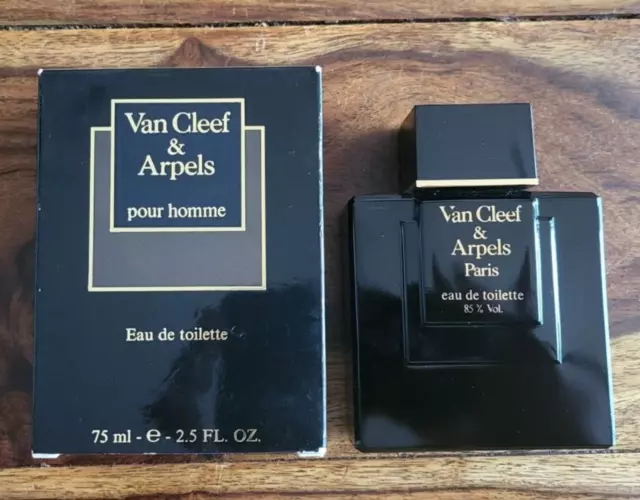 Van Cleef
&
Arpels
pour homme
Eau de toilette
75 ml - e - 2.5 FL. OZ.
Van Cleef
&
Arpels
Paris
eau de toilette
85 % Vol.